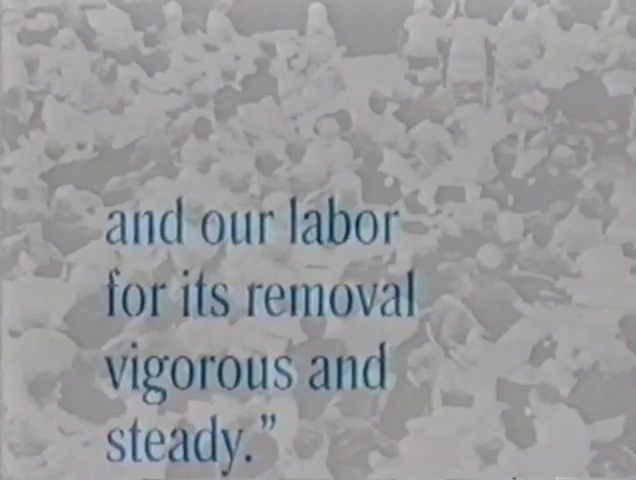 and our labor
for its removal
vigorous and
steady.”